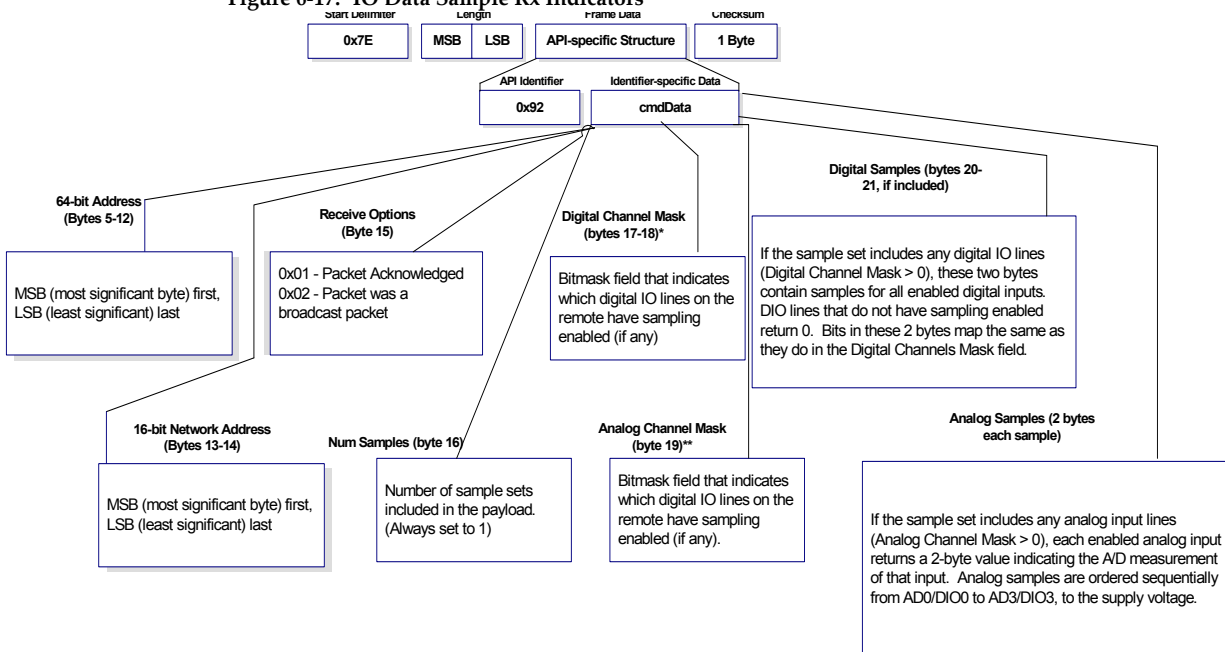 Figure 6-17. IO Data Sample Rx Indicators
Start Delimiter
Length
Frame Data
Checksum
0x7E
MSB
LSB
API-specific Structure
1 Byte
API Identifier
Identifier-specific Data
0x92
cmdData
64-bit Address
(Bytes 5-12)
MSB (most significant byte) first,
LSB (least significant) last
Receive Options
(Byte 15)
0x01 - Packet Acknowledged
0x02 - Packet was a
broadcast packet
Digital Channel Mask
(bytes 17-18)*
Bitmask field that indicates
which digital IO lines on the
remote have sampling
enabled (if any)
Digital Samples (bytes 20-
21, if included)
If the sample set includes any digital IO lines
(Digital Channel Mask > 0), these two bytes
contain samples for all enabled digital inputs.
DIO lines that do not have sampling enabled
return 0. Bits in these 2 bytes map the same as
they do in the Digital Channels Mask field.
16-bit Network Address
(Bytes 13-14)
MSB (most significant byte) first,
LSB (least significant) last
Num Samples (byte 16)
Number of sample sets
included in the payload.
(Always set to 1)
Analog Channel Mask
(byte 19)**
Bitmask field that indicates
which digital IO lines on the
remote have sampling
enabled (if any).
Analog Samples (2 bytes
each sample)
If the sample set includes any analog input lines
(Analog Channel Mask > 0), each enabled analog input
returns a 2-byte value indicating the A/D measurement
of that input. Analog samples are ordered sequentially
from AD0/DIO0 to AD3/DIO3, to the supply voltage.